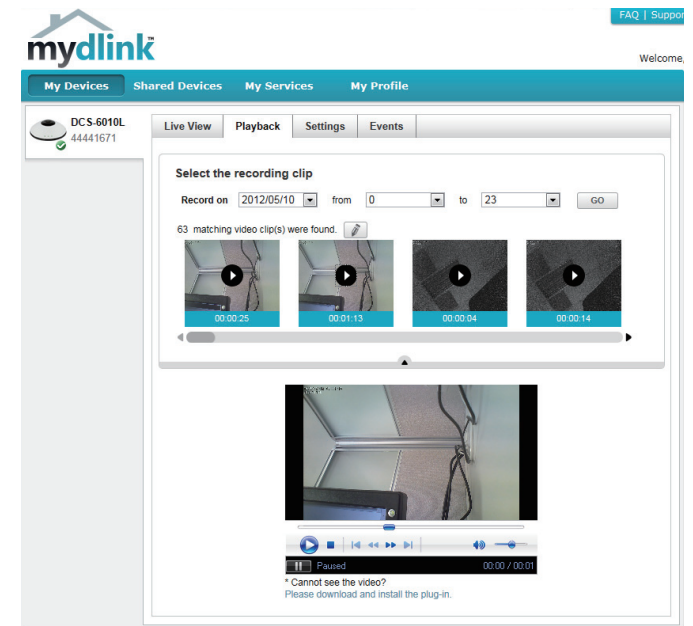 FAQ | Suppor
mydlink
Welcome,
My Devices Shared Devices My Services My Profile
DCS-6010L
44441671
Live View Playback Settings Events
Select the recording clip
Record on 2012/05/10 from 0 to 23 GO
63 matching video clip(s) were found.
00:00:25 00:01:13 00:00:04 00:00:14
Paused 00:00 / 00:01
* Cannot see the video?
Please download and install the plug-in.